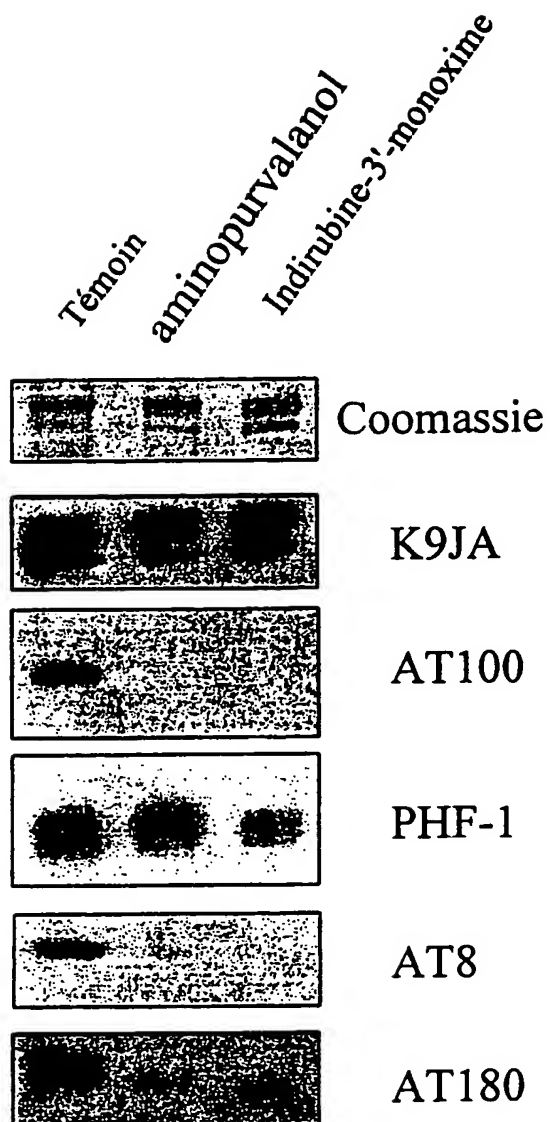 Témoin
aminopurvalanol
Indirubine-3'-monoxime
Coomassie
K9JA
AT100
PHF-1
AT8
AT180